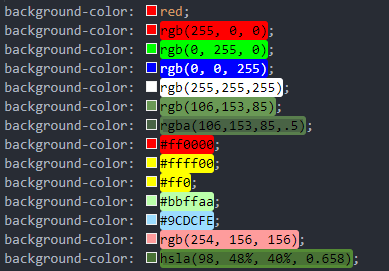 background-color: red;
background-color: rgb(255, 0, 0);
background-color: rgb(0, 255, 0);
background-color: rgb(0, 0, 255);
background-color: rgb(255,255,255);
background-color: rgb(106,153,85);
background-color: rgba(106,153,85,.5);
background-color: #ff0000;
background-color: #ffff00;
background-color: #ff0;
background-color: #bbffaa;
background-color: #9CDCFE;
background-color: rgb(254, 156, 156);
background-color: hsla(98, 48%, 40%, 0.658);